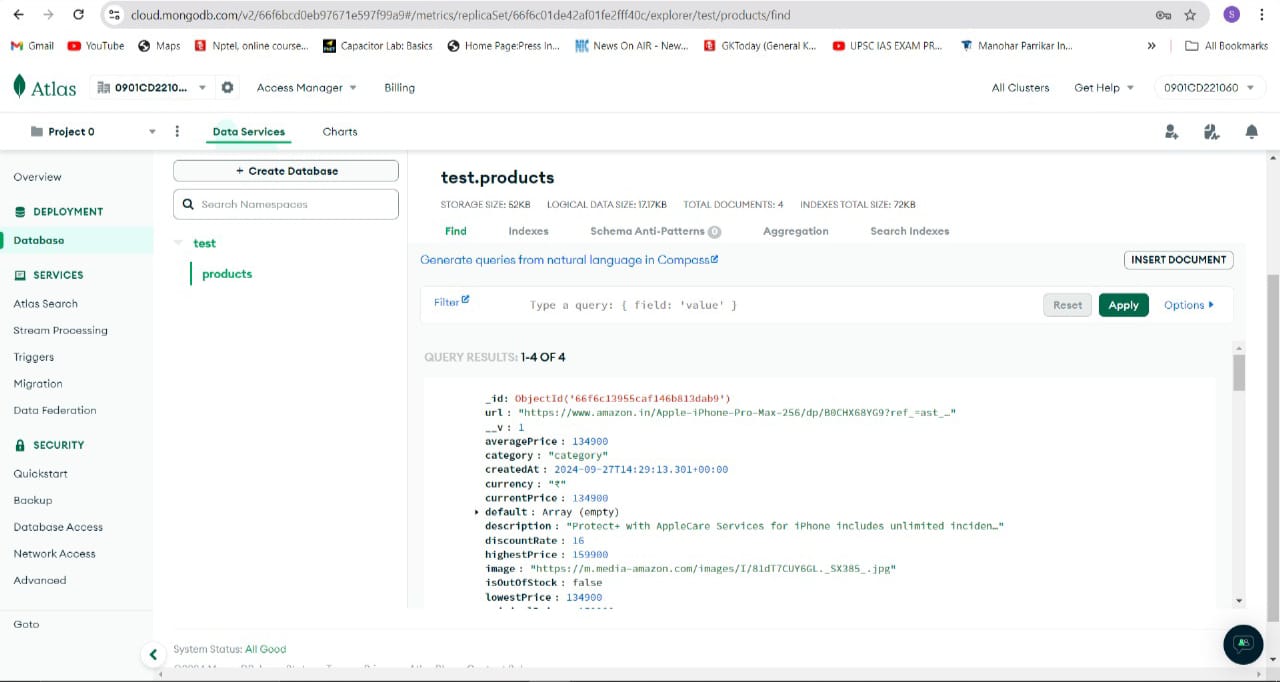 cloud.mongodb.com/v2/66f6bcd0eb97671e597f99a9#/metrics/replicaSet/66f6c01de42af01fe2fff40c/explorer/test/products/find
S
Gmail YouTube Maps Nptel, online course... Capacitor Lab: Basics Home Page:Press In... News On AIR - New... GKToday (General K... UPSC IAS EXAM PR... Manohar Parrikar In... » All Bookmarks
Atlas 0901CD2210... Access Manager Billing All Clusters Get Help 0901CD221060
Project 0 Data Services Charts
Overview
DEPLOYMENT
Database
SERVICES
Atlas Search
Stream Processing
Triggers
Migration
Data Federation
SECURITY
Quickstart
Backup
Database Access
Network Access
Advanced
Goto
+ Create Database
Search Namespaces
test
products
test.products
STORAGE SIZE: 52KB LOGICAL DATA SIZE: 17.17KB TOTAL DOCUMENTS: 4 INDEXES TOTAL SIZE: 72KB
Find Indexes Schema Anti-Patterns 0 Aggregation Search Indexes
Generate queries from natural language in Compass
INSERT DOCUMENT
Filter Type a query: { field: 'value' } Reset Apply Options
QUERY RESULTS: 1-4 OF 4
_id: ObjectId('66f6c13955caf146b813dab9')
url : "https://www.amazon.in/Apple-iPhone-Pro-Max-256/dp/B0CHX68YG9?ref_=ast_…"
__v : 1
averagePrice : 134900
category : "category"
createdAt : 2024-09-27T14:29:13.301+00:00
currency : "₹"
currentPrice : 134900
default : Array (empty)
description : "Protect+ with AppleCare Services for iPhone includes unlimited inciden…"
discountRate : 16
highestPrice : 159900
image : "https://m.media-amazon.com/images/I/81dT7CUY6GL._SX385_.jpg"
isOutOfStock : false
lowestPrice : 134900
System Status: All Good